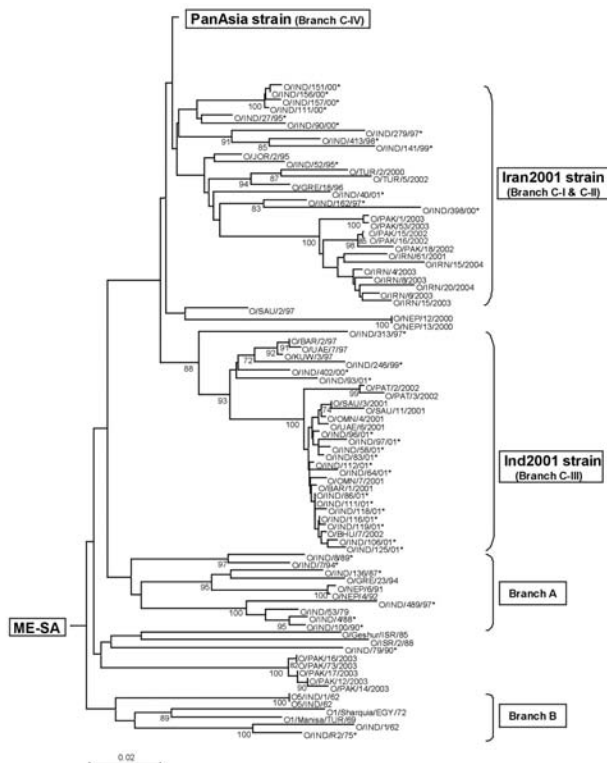 PanAsia strain (Branch C-IV)
O/IND/151/00*
O/IND/156/00*
O/IND/157/00*
100
O/IND/111/00*
O/IND/27/95*
O/IND/90/00*
91
O/IND/279/97*
O/IND/413/98*
85
O/IND/141/99*
O/JOR/2/95
O/IND/52/95*
O/TUR/2/2000
87
O/TUR/5/2002
94
O/GRE/18/96
O/IND/40/01*
O/IND/162/97*
83
O/IND/398/00*
O/PAK/1/2003
100
O/PAK/53/2003
O/PAK/15/2002
O/PAK/16/2002
98
O/PAK/18/2002
100
O/IRN/61/2001
O/IRN/15/2004
O/IRN/4/2003
O/IRN/8/2003
O/IRN/20/2004
O/IRN/6/2003
O/IRN/15/2003
Iran2001 strain
(Branch C-I & C-II)
O/SAU/2/97
O/NEP/12/2000
100
O/NEP/13/2000
88
O/IND/313/97*
O/BAR/2/97
91
O/UAE/7/97
92
O/KUW/3/97
72
O/IND/246/99*
O/IND/402/00*
O/IND/93/01*
93
O/PAT/2/2002
99
O/PAT/3/2002
100
O/SAU/3/2001
74
O/SAU/11/2001
O/OMN/4/2001
O/UAE/6/2001
O/IND/96/01*
O/IND/97/01*
O/IND/58/01*
O/IND/83/01*
O/IND/112/01*
O/IND/64/01*
O/OMN/7/2001
O/BAR/1/2001
O/IND/86/01*
O/IND/111/01*
O/IND/118/01*
O/IND/116/01*
O/IND/119/01*
O/BHU/7/2002
O/IND/106/01*
O/IND/125/01*
Ind2001 strain
(Branch C-III)
O/IND/8/89*
97
O/IND/7/94*
O/IND/136/87*
95
O/GRE/23/94
O/NEP/6/91
100
O/NEP/4/92
O/IND/489/97*
100
O/IND/53/79
O/IND/4/88*
95
O/IND/100/90*
Branch A
ME-SA
O/Geshur/ISR/85
O/ISR/2/88
O/IND/79/90*
O/PAK/16/2003
O/PAK/73/2003
O/PAK/17/2003
100
O/PAK/12/2003
90
O/PAK/14/2003
O5/IND/1/62
100
O5/IND/62
O1/Sharquia/EGY/72
89
O1/Manisa/TUR/69
O/IND/1/62
100
O/IND/R2/75*
Branch B
0.02